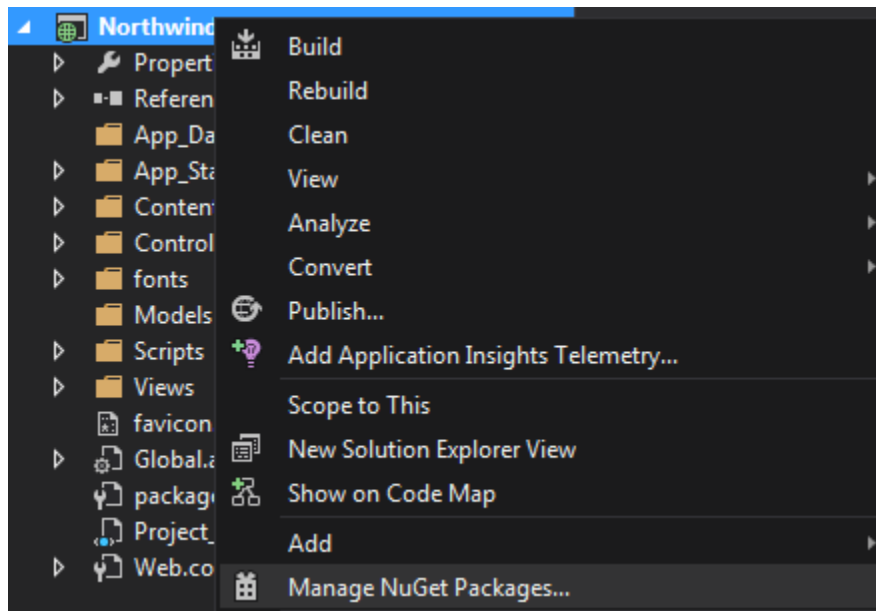 Northwind
Propert
Referen
App_Da
App_Sta
Conten
Control
fonts
Models
Scripts
Views
favicon
Global.a
package
Project_
Web.co
Build
Rebuild
Clean
View
Analyze
Convert
Publish...
Add Application Insights Telemetry...
Scope to This
New Solution Explorer View
Show on Code Map
Add
Manage NuGet Packages...